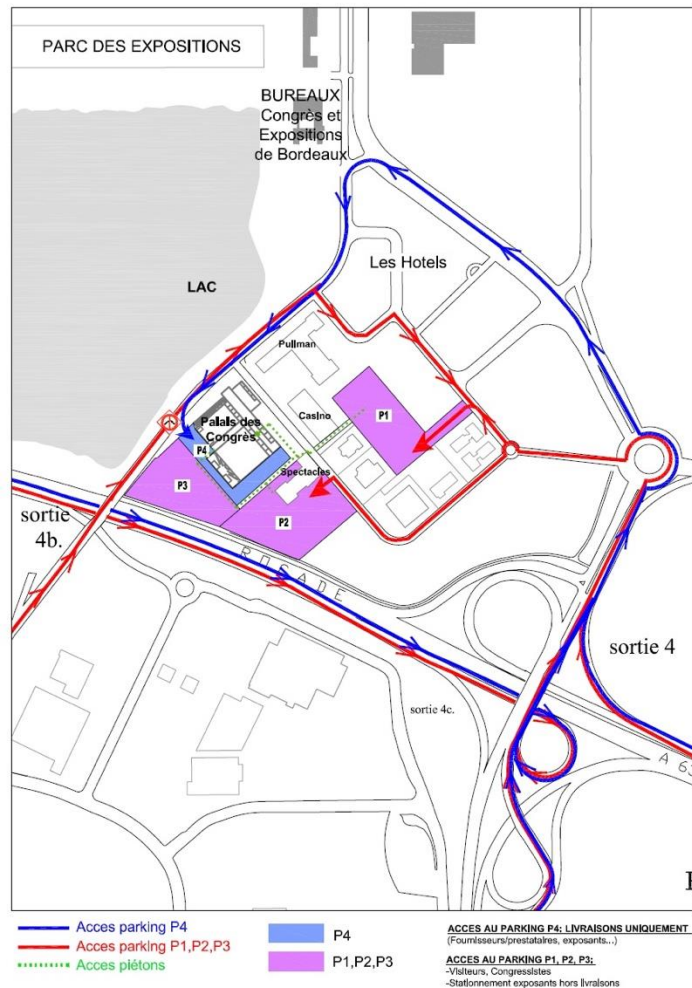 PARC DES EXPOSITIONS
BUREAUX
Congrès et
Expositions
de Bordeaux
Les Hotels
LAC
Pullman
Casino
P1
Palais des
Congrès
P4
Spectacles
P3
P2
sortie
4b.
ROCADE
sortie 4
sortie 4c.
A 63
Acces parking P4
Acces parking P1,P2,P3
Acces piétons
P4
P1,P2,P3
ACCES AU PARKING P4: LIVRAISONS UNIQUEMENT
(Fournisseurs/prestataires, exposants...)
ACCES AU PARKING P1, P2, P3:
-Visiteurs, Congressistes
-Stationnement exposants hors livraisons